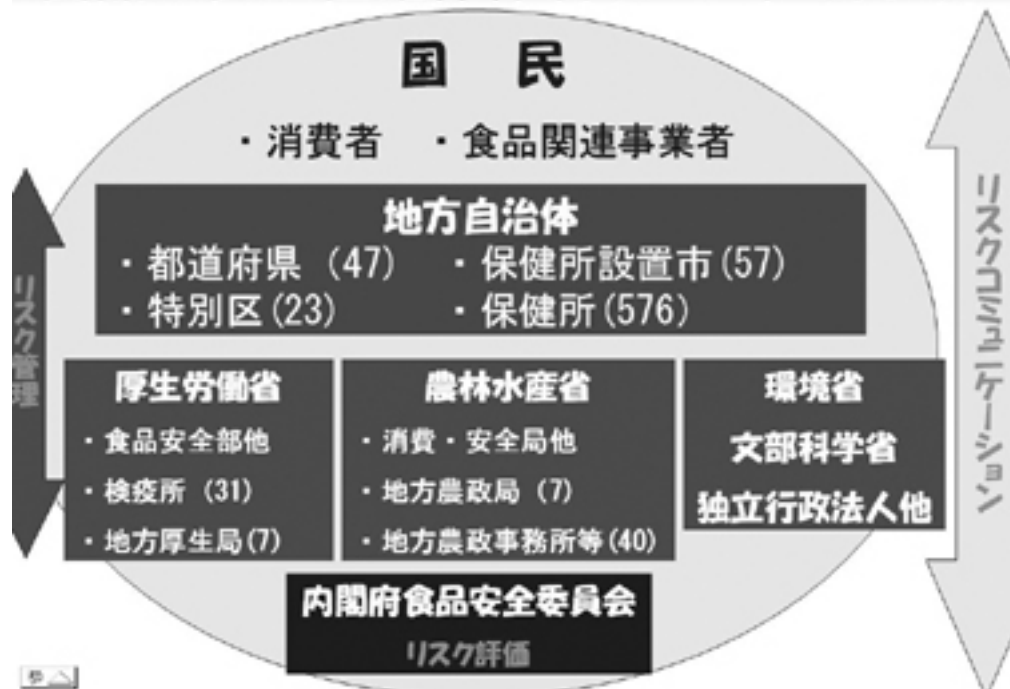 国 民
・消費者 ・食品関連事業者
地方自治体
・都道府県 (47) ・保健所設置市(57)
・特別区(23) ・保健所(576)
リスク管理
厚生労働省
・食品安全部他
・検疫所 (31)
・地方厚生局(7)
農林水産省
・消費・安全局他
・地方農政局 (7)
・地方農政事務所等(40)
環境省
文部科学省
独立行政法人他
内閣府食品安全委員会
リスク評価
リスクコミュニケーション